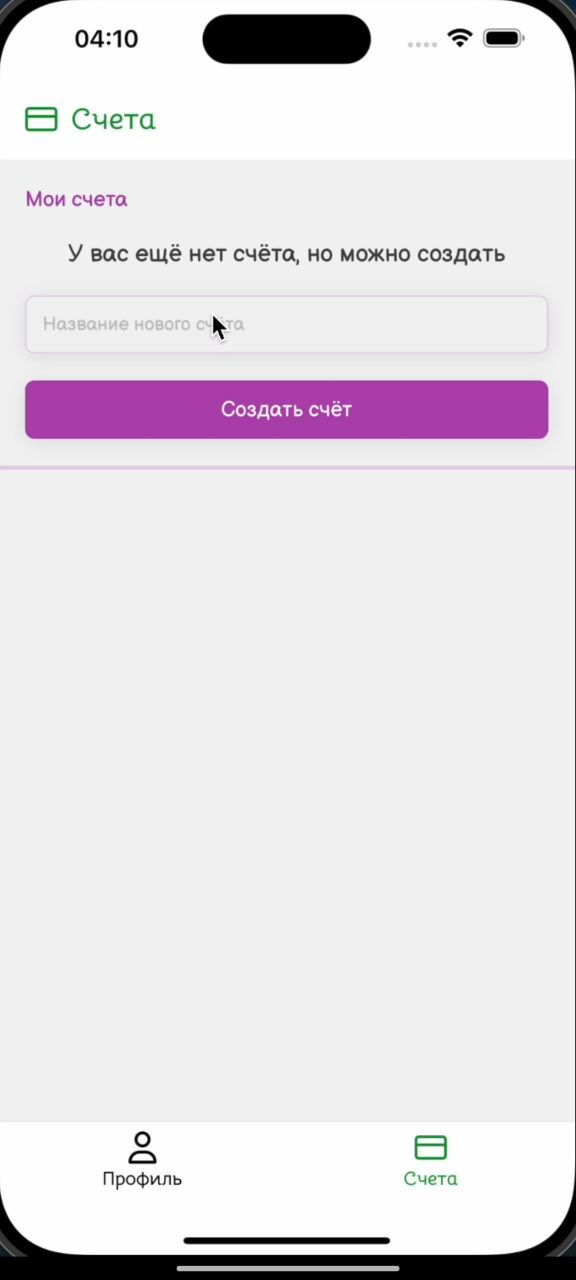 04:10
Счета
Мои счета
У вас ещё нет счёта, но можно создать
Название нового счета
Создать счёт
Профиль
Счета